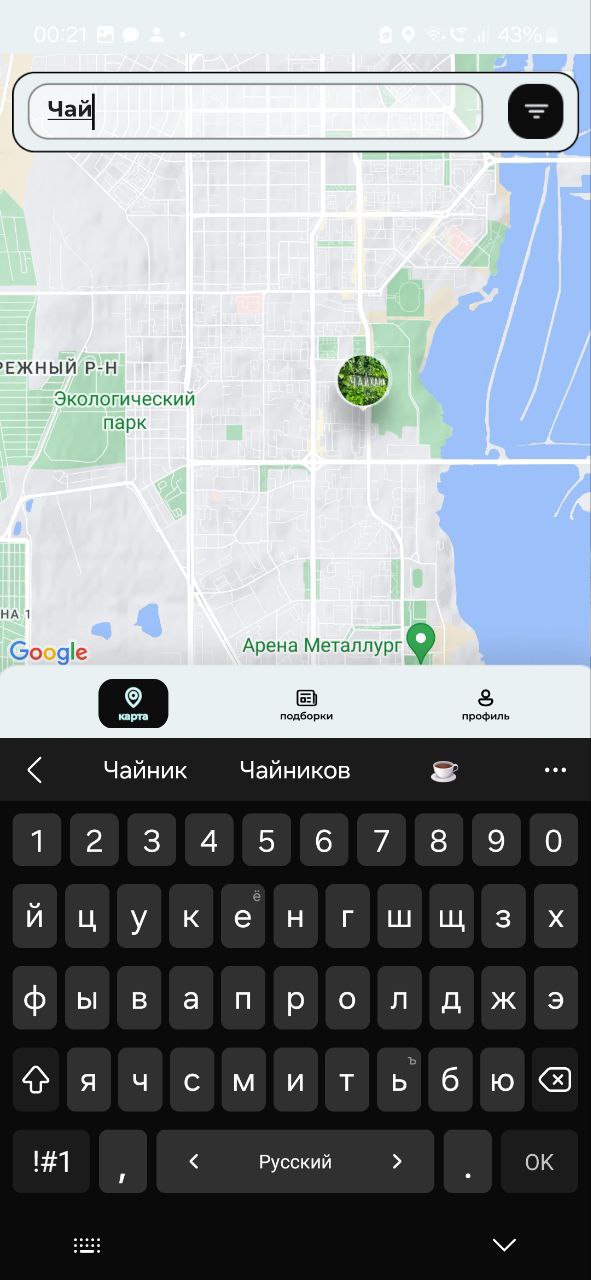 00:21
43%
Чай
РЕЖНЫЙ Р-Н
Экологический
парк
ЧАЙХАНА
НА 1
Арена Металлург
Google
карта
подборки
профиль
Чайник
Чайников
1 2 3 4 5 6 7 8 9 0
й ц у к е ё н г ш щ з х
ф ы в а п р о л д ж э
я ч с м и т ь ъ б ю
!#1 , Русский . OK